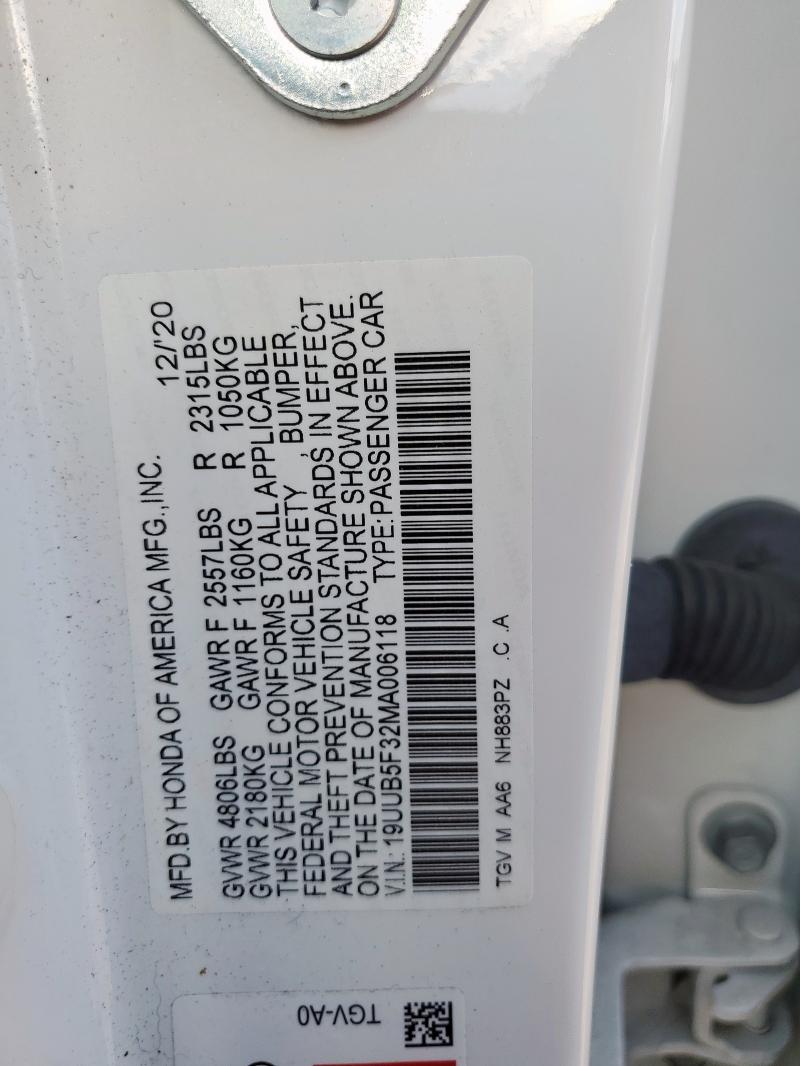 MFD.BY HONDA OF AMERICA MFG.,INC. 12/'20
GVWR 4806LBS GAWR F 2557LBS R 2315LBS
GVWR 2180KG GAWR F 1160KG R 1050KG
THIS VEHICLE CONFORMS TO ALL APPLICABLE
FEDERAL MOTOR VEHICLE SAFETY, BUMPER,
AND THEFT PREVENTION STANDARDS IN EFFECT
ON THE DATE OF MANUFACTURE SHOWN ABOVE.
V.I.N.: 19UUB5F32MA006118 TYPE:PASSENGER CAR
TGV M AA6 NH883PZ .C .A
TGV-A0